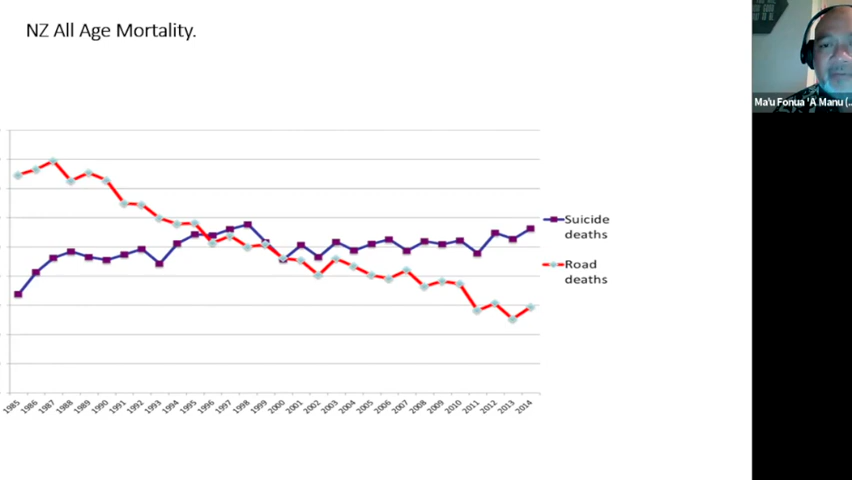 NZ All Age Mortality.
Ma'u Fonua 'A Manu (...
Suicide
deaths
Road
deaths
1985 1986 1987 1988 1989 1990 1991 1992 1993 1994 1995 1996 1997 1998 1999 2000 2001 2002 2003 2004 2005 2006 2007 2008 2009 2010 2011 2012 2013 2014